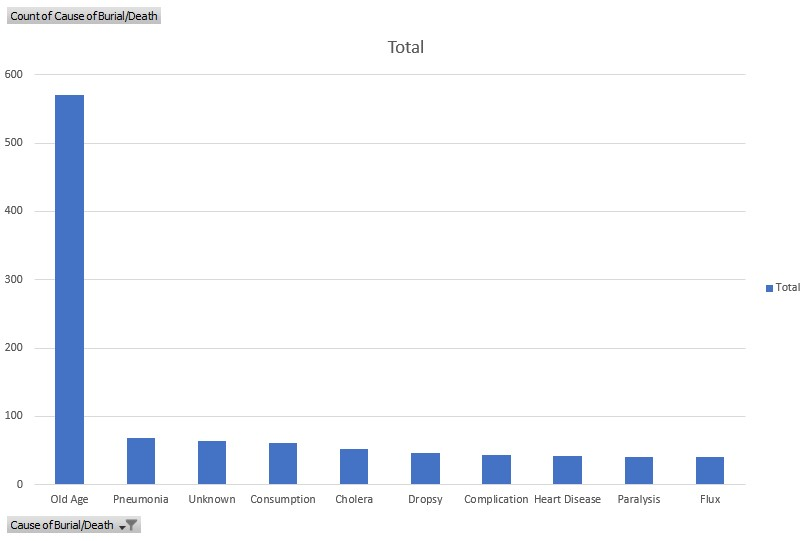 Count of Cause of Burial/Death
Total
600
500
400
300
200
100
0
Total
Old Age Pneumonia Unknown Consumption Cholera Dropsy Complication Heart Disease Paralysis Flux
Cause of Burial/Death